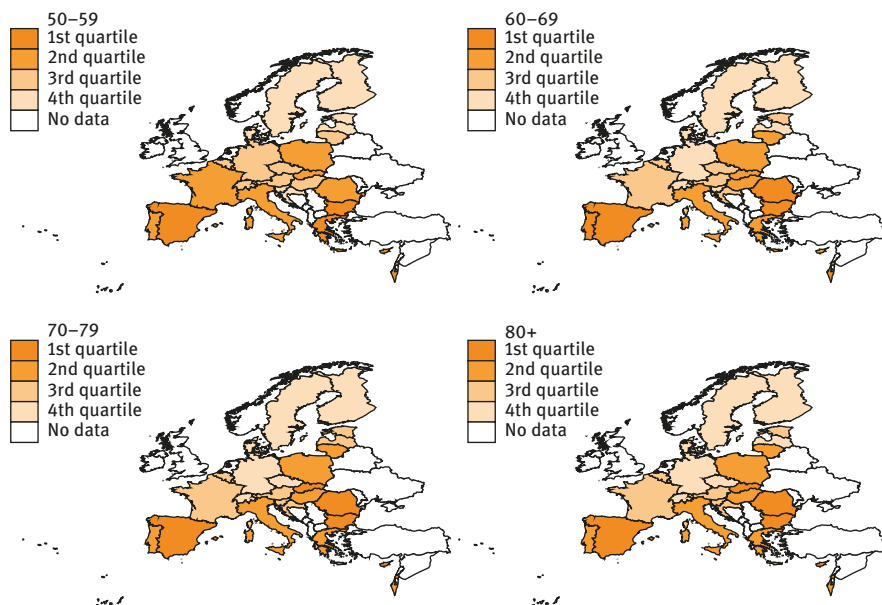 50–59
1st quartile
2nd quartile
3rd quartile
4th quartile
No data
60–69
1st quartile
2nd quartile
3rd quartile
4th quartile
No data
70–79
1st quartile
2nd quartile
3rd quartile
4th quartile
No data
80+
1st quartile
2nd quartile
3rd quartile
4th quartile
No data